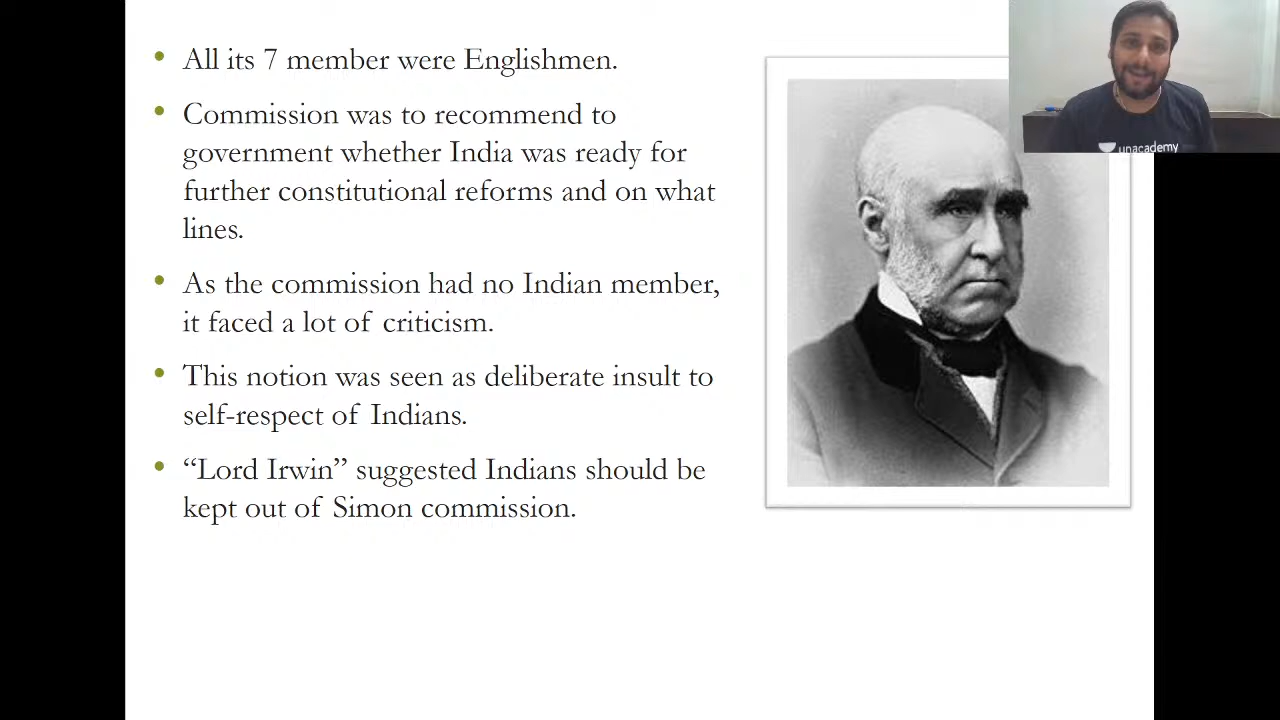 • All its 7 member were Englishmen.
• Commission was to recommend to
government whether India was ready for
further constitutional reforms and on what
lines.
• As the commission had no Indian member,
it faced a lot of criticism.
• This notion was seen as deliberate insult to
self-respect of Indians.
• “Lord Irwin” suggested Indians should be
kept out of Simon commission.
unacademy